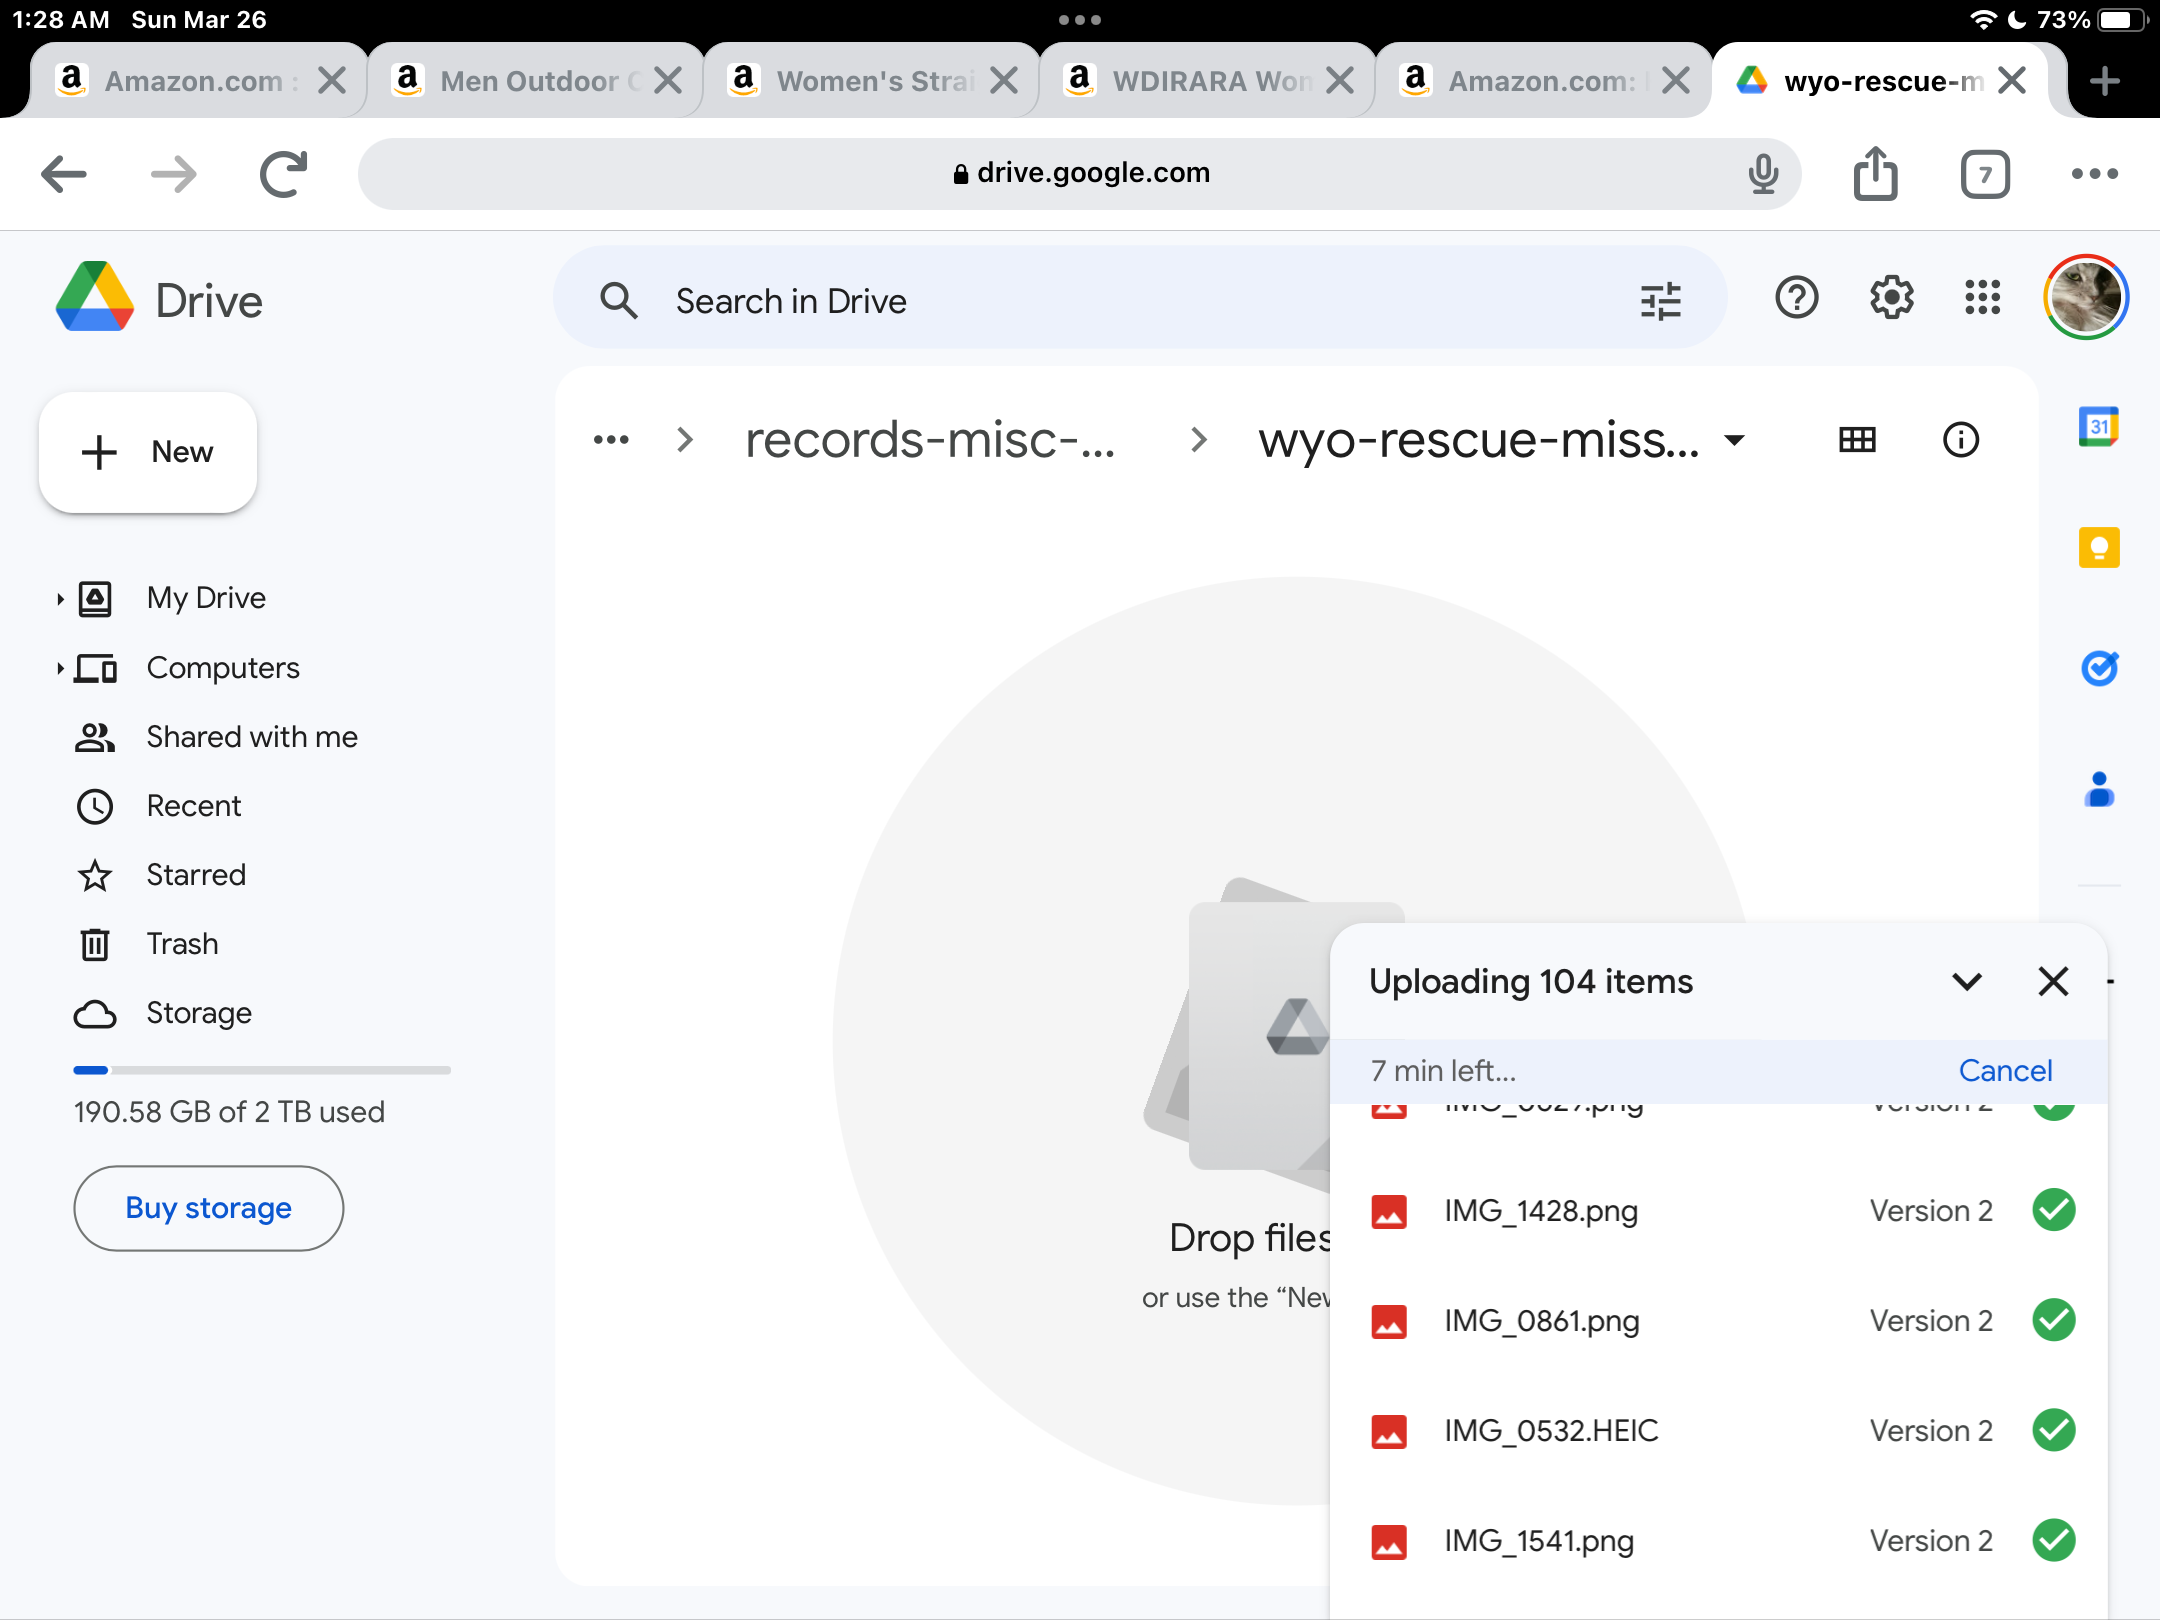 1:28 AM Sun Mar 26
73%
Amazon.com :
Men Outdoor
Women's Strai
WDIRARA Wom
Amazon.com:
wyo-rescue-m
drive.google.com
7
Drive
Search in Drive
New
records-misc-...
wyo-rescue-miss...
31
My Drive
Computers
Shared with me
Recent
Starred
Trash
Storage
190.58 GB of 2 TB used
Buy storage
Drop files
or use the “New
Uploading 104 items
7 min left...
Cancel
Version 2
IMG_1428.png Version 2
IMG_0861.png Version 2
IMG_0532.HEIC Version 2
IMG_1541.png Version 2